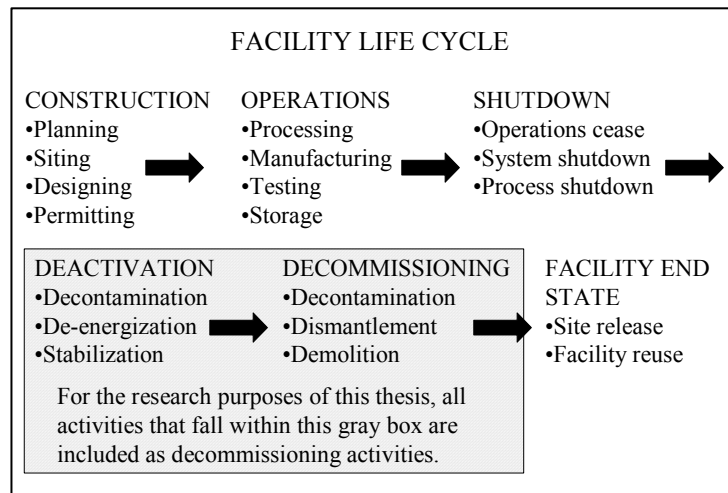 FACILITY LIFE CYCLE
CONSTRUCTION
•Planning
•Siting
•Designing
•Permitting
OPERATIONS
•Processing
•Manufacturing
•Testing
•Storage
SHUTDOWN
•Operations cease
•System shutdown
•Process shutdown
DEACTIVATION
•Decontamination
•De-energization
•Stabilization
DECOMMISSIONING
•Decontamination
•Dismantlement
•Demolition
FACILITY END
STATE
•Site release
•Facility reuse
For the research purposes of this thesis, all
activities that fall within this gray box are
included as decommissioning activities.